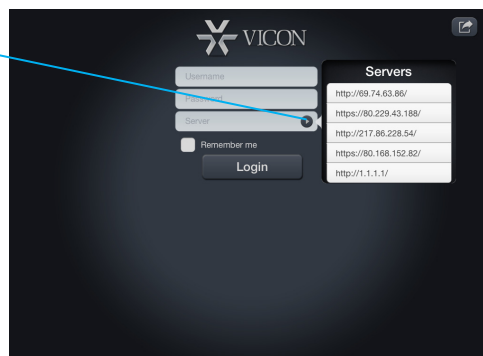 VICON
Username
Password
Server
Remember me
Login
Servers
http://69.74.63.86/
https://80.229.43.188/
http://217.86.228.54/
https://80.168.152.82/
http://1.1.1.1/